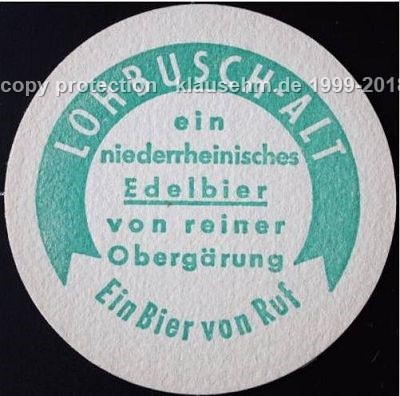 LOHBUSCH ALT
copy protection klausehm.de 1999-2018
ein
niederrheinisches
Edelbier
von reiner
Obergärung
Ein Bier von Ruf